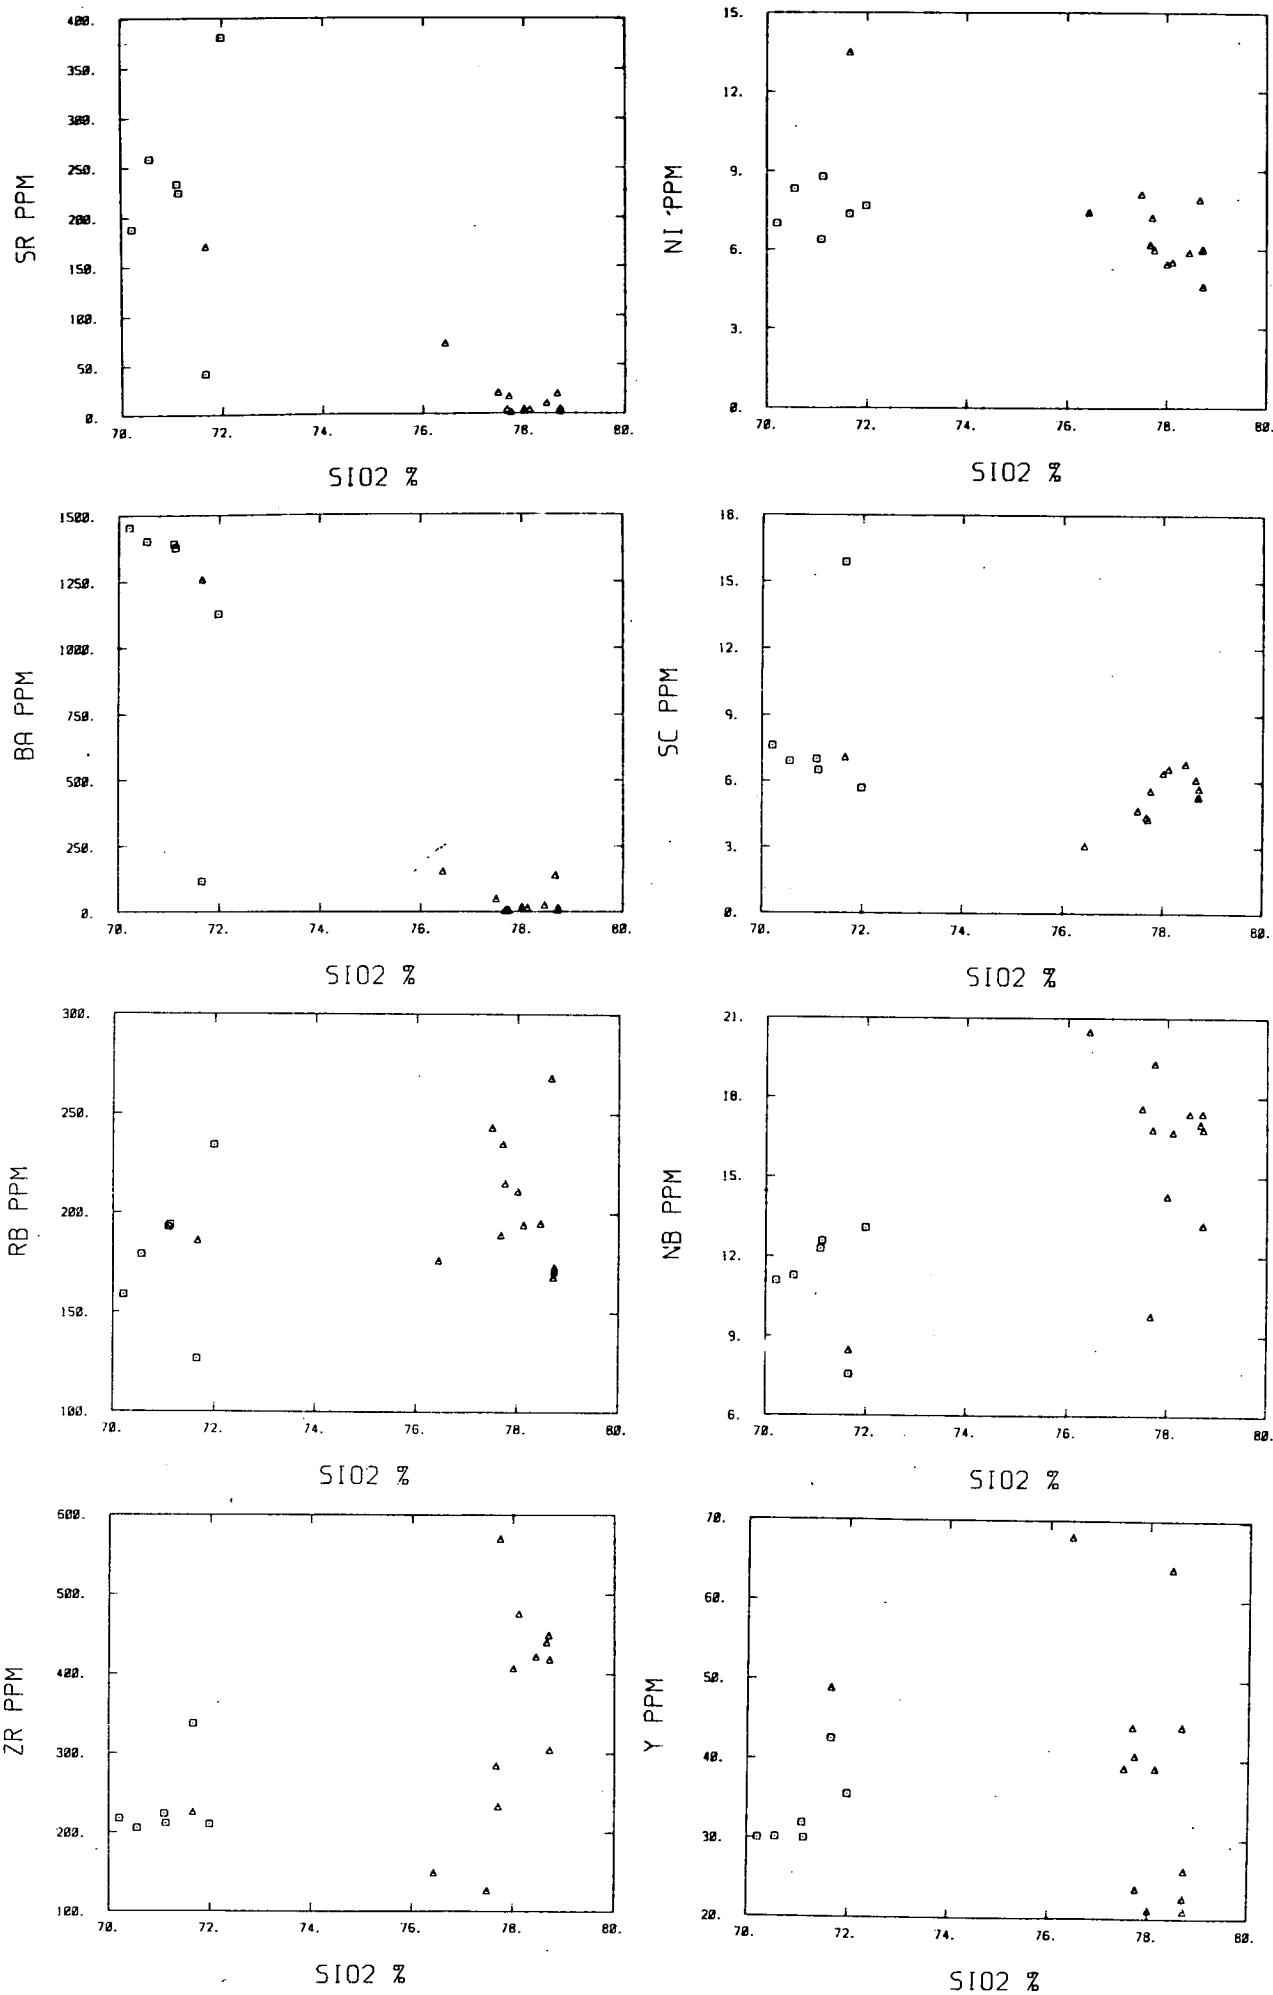 SR PPM
400.
350.
300.
250.
200.
150.
100.
50.
0.
70. 72. 74. 76. 78. 80.
SIO2 %
NI PPM
15.
12.
9.
6.
3.
0.
70. 72. 74. 76. 78. 80.
SIO2 %
BA PPM
1500.
1250.
1000.
750.
500.
250.
0.
70. 72. 74. 76. 78. 80.
SIO2 %
SC PPM
18.
15.
12.
9.
6.
3.
0.
70. 72. 74. 76. 78. 80.
SIO2 %
RB PPM
300.
250.
200.
150.
100.
70. 72. 74. 76. 78. 80.
SIO2 %
NB PPM
21.
18.
15.
12.
9.
6.
70. 72. 74. 76. 78. 80.
SIO2 %
ZR PPM
600.
500.
400.
300.
200.
100.
70. 72. 74. 76. 78. 80.
SIO2 %
Y PPM
70.
60.
50.
40.
30.
20.
70. 72. 74. 76. 78. 80.
SIO2 %